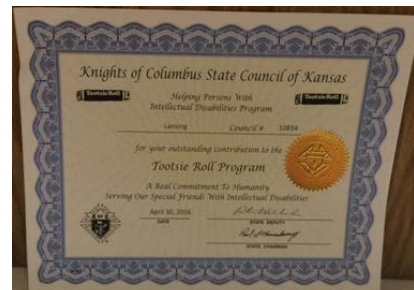 Knights of Columbus State Council of Kansas
Tootsie Roll
Helping Persons With
Tootsie Roll
Intellectual Disabilities Program
Lansing Council # 10834
for your outstanding contribution to the
Tootsie Roll Program
A Real Commitment To Humanity
Serving Our Special Friends With Intellectual Disabilities
April 30, 2016
DATE
STATE DEPUTY
STATE CHAIRMAN